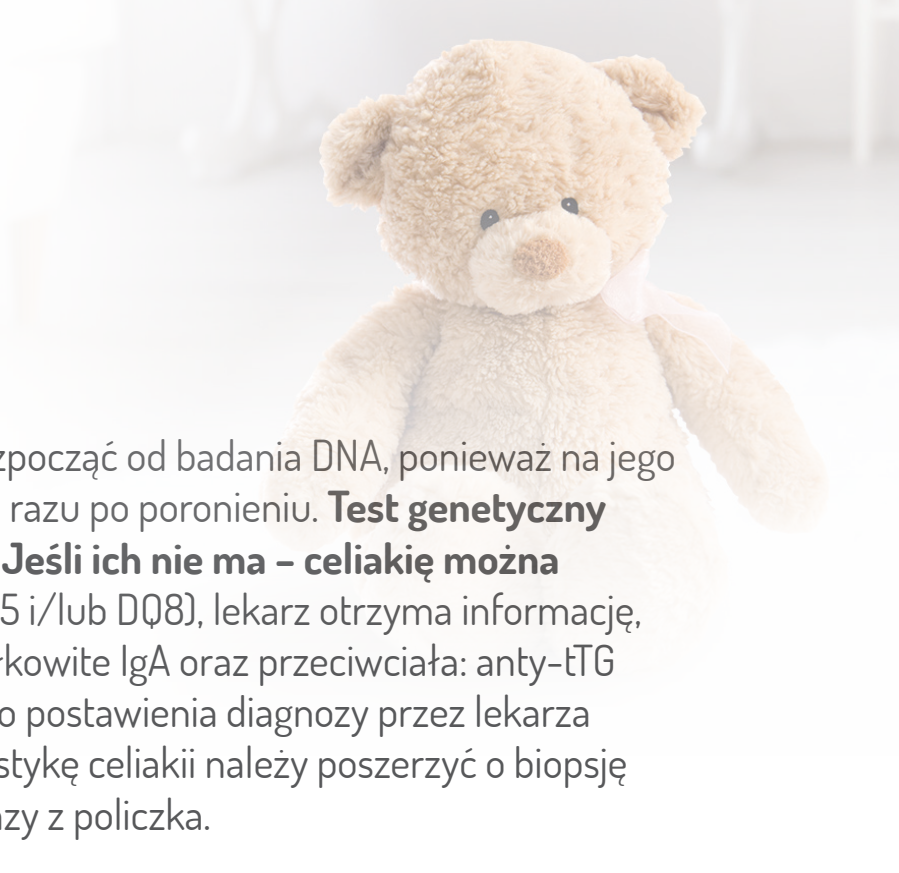 zpocząć od badania DNA, ponieważ na jego
razu po poronieniu. Test genetyczny
Jeśli ich nie ma – celiakię można
5 i/lub DQ8), lekarz otrzyma informację,
łkowite IgA oraz przeciwciała: anty-tTG
o postawienia diagnozy przez lekarza
stykę celiakii należy poszerzyć o biopsję
zy z policzka.